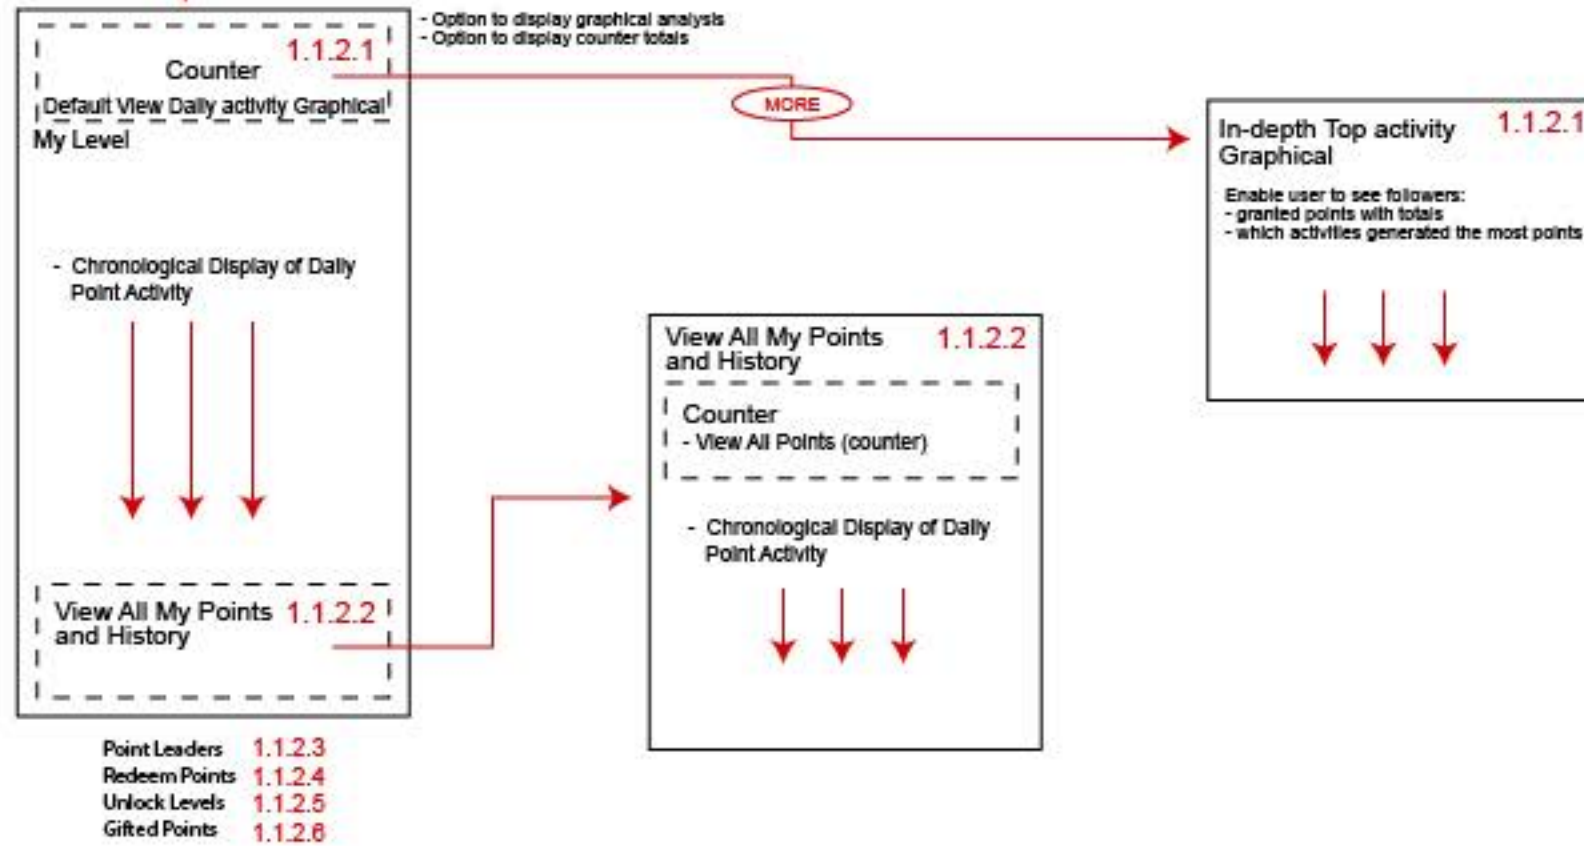 - Option to display graphical analysis
- Option to display counter totals
1.1.2.1
Counter
Default View Daily activity Graphical
My Level
MORE
In-depth Top activity 1.1.2.1
Graphical
Enable user to see followers:
- granted points with totals
- which activities generated the most points
- Chronological Display of Daily
Point Activity
View All My Points 1.1.2.2
and History
Counter
- View All Points (counter)
- Chronological Display of Daily
Point Activity
View All My Points 1.1.2.2
and History
Point Leaders 1.1.2.3
Redeem Points 1.1.2.4
Unlock Levels 1.1.2.5
Gifted Points 1.1.2.6